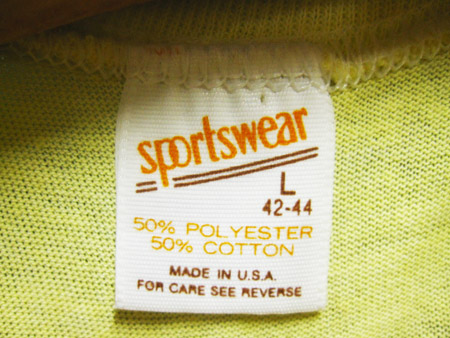 sportswear
L
42-44
50% POLYESTER
50% COTTON
MADE IN U.S.A.
FOR CARE SEE REVERSE